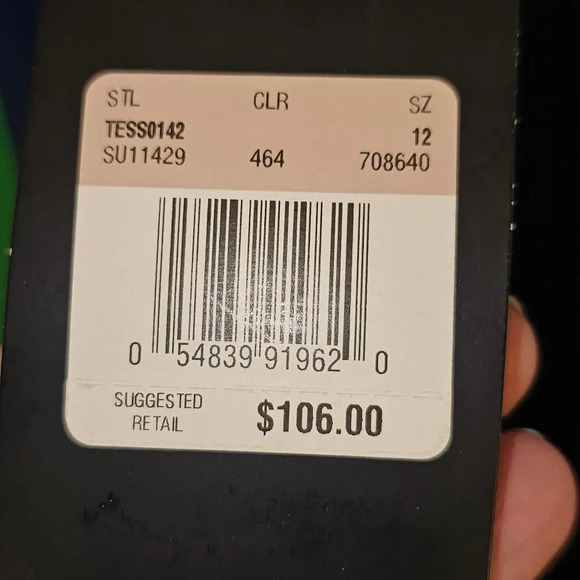 STL CLR SZ
TESS0142 12
SU11429 464 708640
0 54839 91962 0
SUGGESTED
RETAIL $106.00